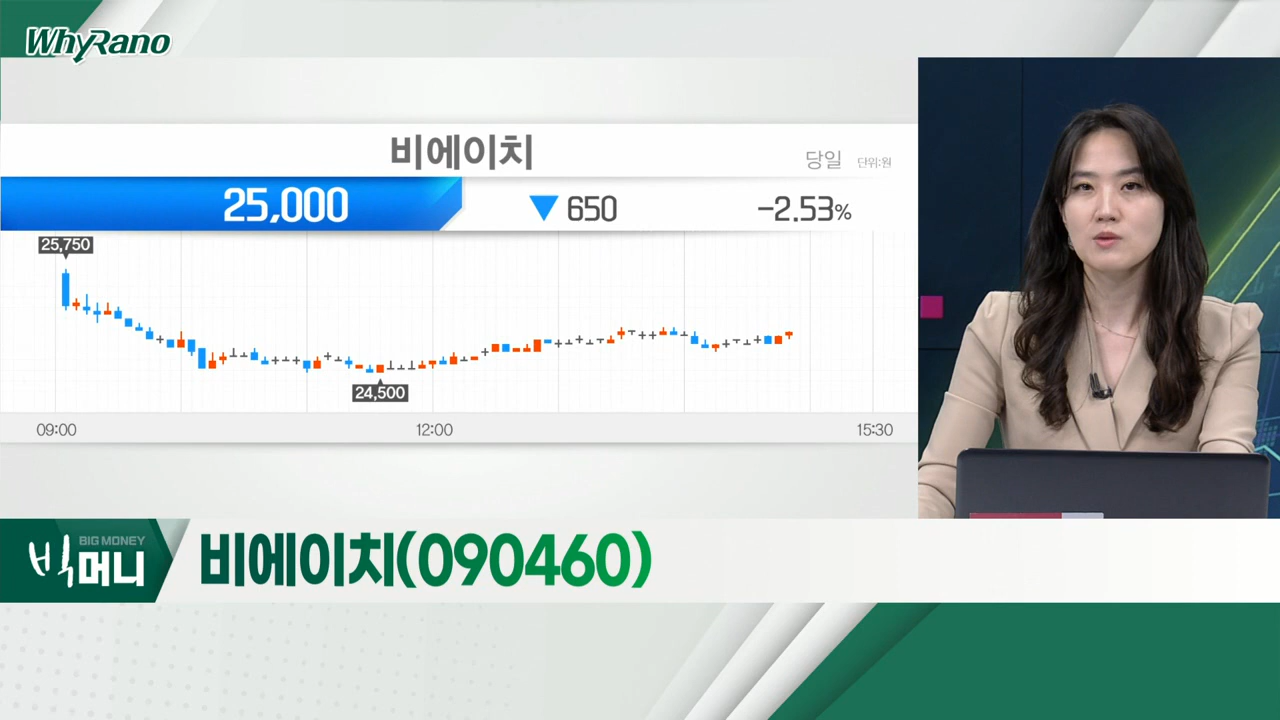 WhyRano
비에이치
당일 단위:원
25,000 ▼ 650 -2.53%
25,750
24,500
09:00 12:00 15:30
BIG MONEY
빅머니
비에이치(090460)